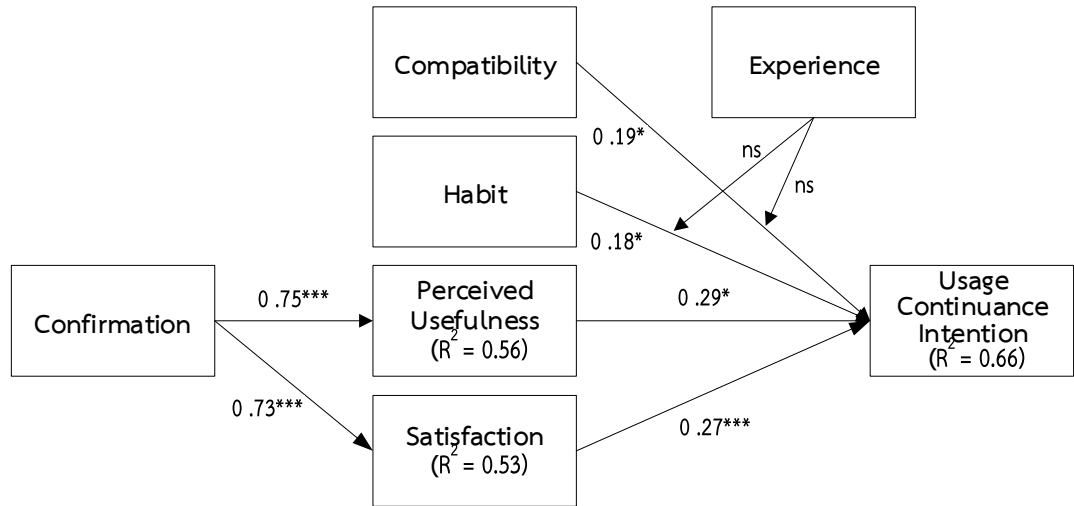 Compatibility
Experience
0 .19*
ns
ns
Habit
0 .18*
Confirmation
0 .75***
Perceived
Usefulness
(R² = 0.56)
0 .29*
Usage
Continuance
Intention
(R² = 0.66)
0 .73***
Satisfaction
(R² = 0.53)
0 .27***